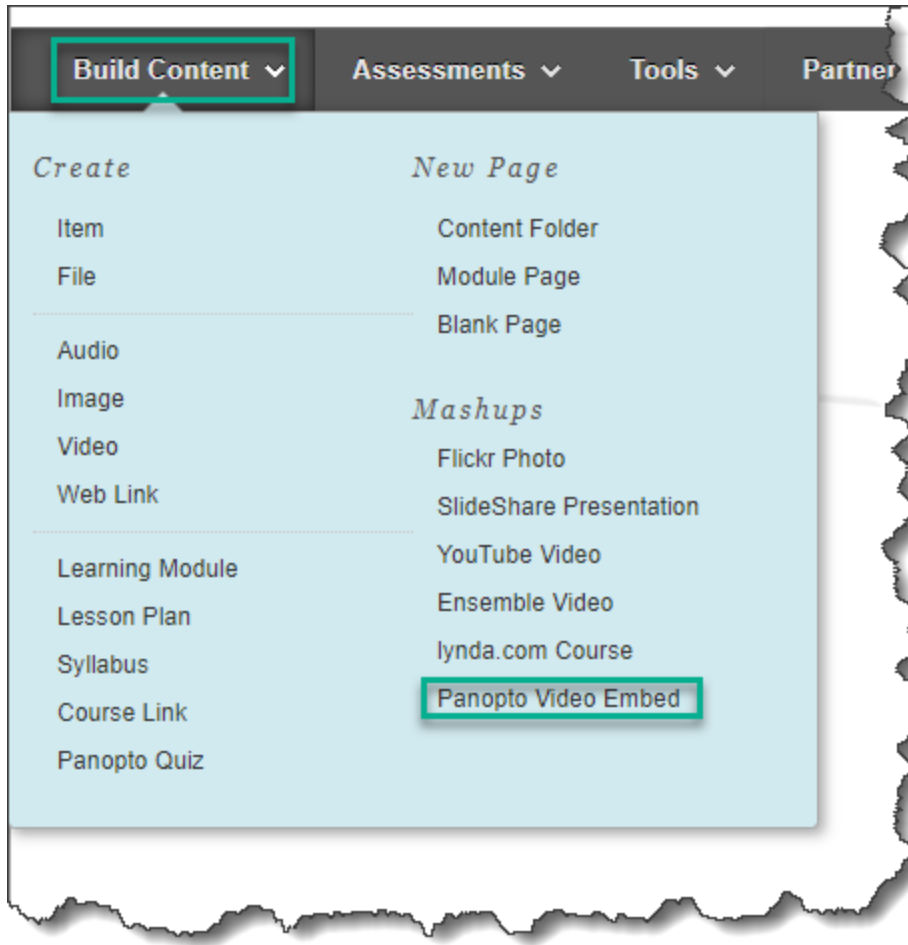 Build Content
Assessments
Tools
Partner
Create
Item
File
Audio
Image
Video
Web Link
Learning Module
Lesson Plan
Syllabus
Course Link
Panopto Quiz
New Page
Content Folder
Module Page
Blank Page
Mashups
Flickr Photo
SlideShare Presentation
YouTube Video
Ensemble Video
lynda.com Course
Panopto Video Embed